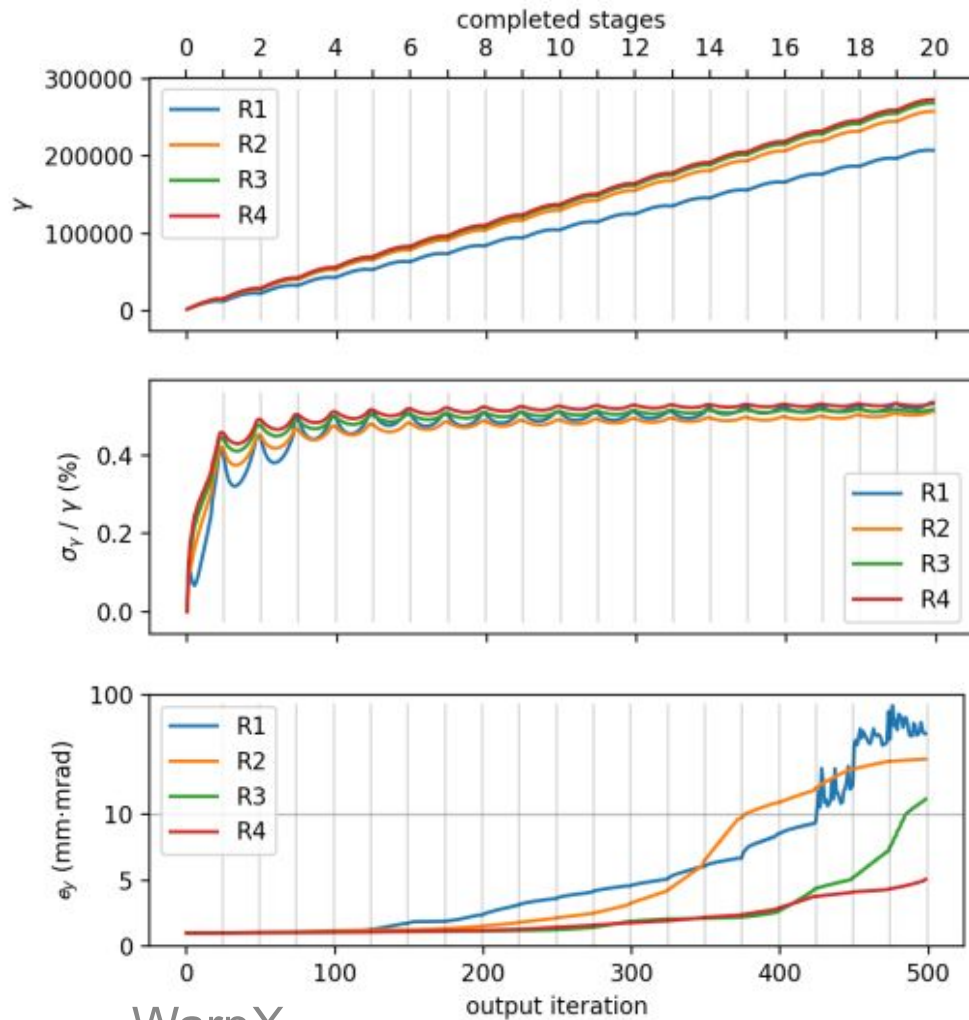 completed stages
0 2 4 6 8 10 12 14 16 18 20
300000
200000
100000
0
γ
R1
R2
R3
R4
0.4
0.2
0.0
σγ / γ (%)
R1
R2
R3
R4
100
10
5
0
ey (mm·mrad)
R1
R2
R3
R4
0 100 200 300 400 500
output iteration
WarpX